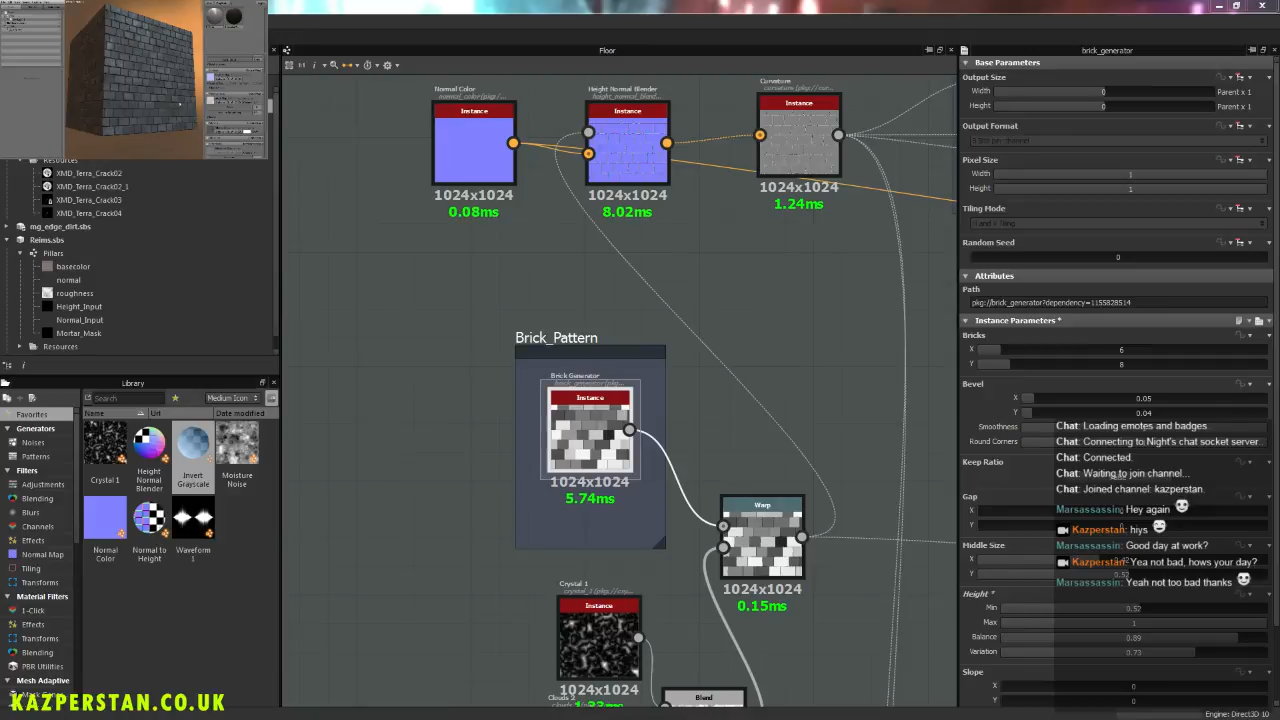 Floor
brick_generator
Base Parameters
Output Size
Width 0 Parent x 1
Height 0 Parent x 1
Output Format
Pixel Size
Width 1
Height 1
Tiling Mode
Random Seed
0
Attributes
Path
pkg://brick_generator?dependency=1155828514
Instance Parameters *
Bricks
X 6
Y 8
Bevel
X 0.05
Y 0.04
Smoothness
Round Corners
Keep Ratio
Gap
X
Y
Middle Size
X
Y 0.52
Height *
Min 0.52
Max 1
Balance 0.89
Variation 0.73
Slope
X 0
Y 0
Engine: Direct3D 10
Chat: Loading emotes and badges.
Chat: Connecting to Night's chat socket server.
Chat: Connected.
Chat: Waiting to join channel...
Chat: Joined channel: kazperstan.
Marsassassin: Hey again
Kazperstan: hiys
Marsassassin: Good day at work?
Kazperstan: Yea not bad, hows your day?
Marsassassin: Yeah not too bad thanks
Normal Color
Instance
1024x1024
0.08ms
Height Normal Blender
Instance
1024x1024
8.02ms
Curvature
Instance
1024x1024
1.24ms
Brick_Pattern
Brick Generator
Instance
1024x1024
5.74ms
Warp
1024x1024
0.15ms
Crystal 1
Instance
1024x1024
Clouds 2
Blend
Resources
XMD_Terra_Crack02
XMD_Terra_Crack02_1
XMD_Terra_Crack03
XMD_Terra_Crack04
mg_edge_dirt.sbs
Reims.sbs
Pillars
basecolor
normal
roughness
Height_Input
Normal_Input
Mortar_Mask
Resources
Library
Search
Medium Icon
Favorites
Generators
Noises
Patterns
Filters
Adjustments
Blending
Blurs
Channels
Effects
Normal Map
Tiling
Transforms
Material Filters
1-Click
Effects
Transforms
Blending
PBR Utilities
Mesh Adaptive
Name Url Date modified
Crystal 1
Height Normal Blender
Invert Grayscale
Moisture Noise
Normal Color
Normal to Height
Waveform 1
KAZPERSTAN.CO.UK